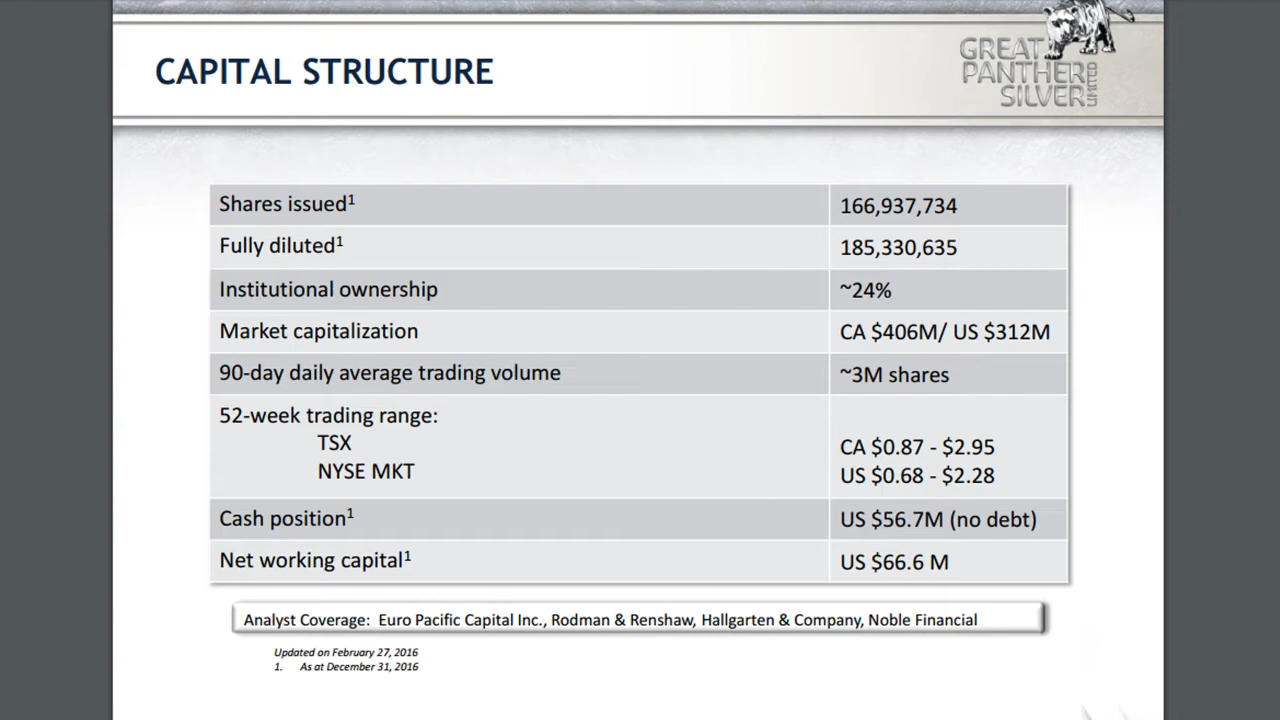 CAPITAL STRUCTURE
GREAT
PANTHER
SILVER LIMITED
Shares issued1 166,937,734
Fully diluted1 185,330,635
Institutional ownership ~24%
Market capitalization CA $406M/ US $312M
90-day daily average trading volume ~3M shares
52-week trading range:
TSX CA $0.87 - $2.95
NYSE MKT US $0.68 - $2.28
Cash position1 US $56.7M (no debt)
Net working capital1 US $66.6 M
Analyst Coverage: Euro Pacific Capital Inc., Rodman & Renshaw, Hallgarten & Company, Noble Financial
Updated on February 27, 2016
1. As at December 31, 2016